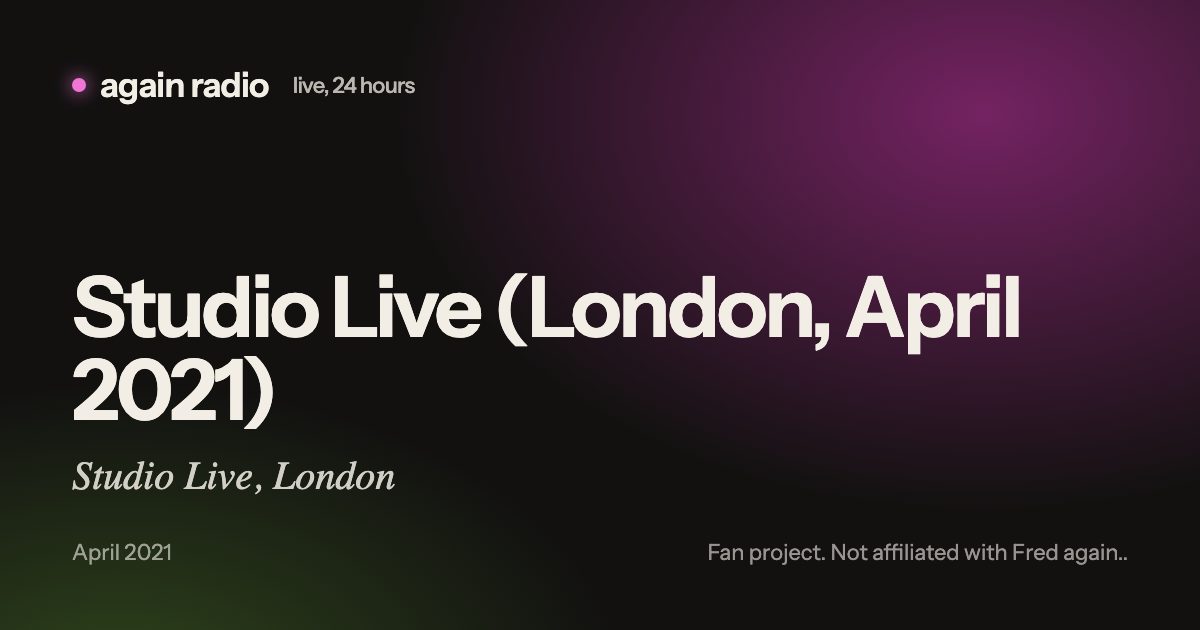 again radio live, 24 hours
Studio Live (London, April
2021)
Studio Live, London
April 2021
Fan project. Not affiliated with Fred again..